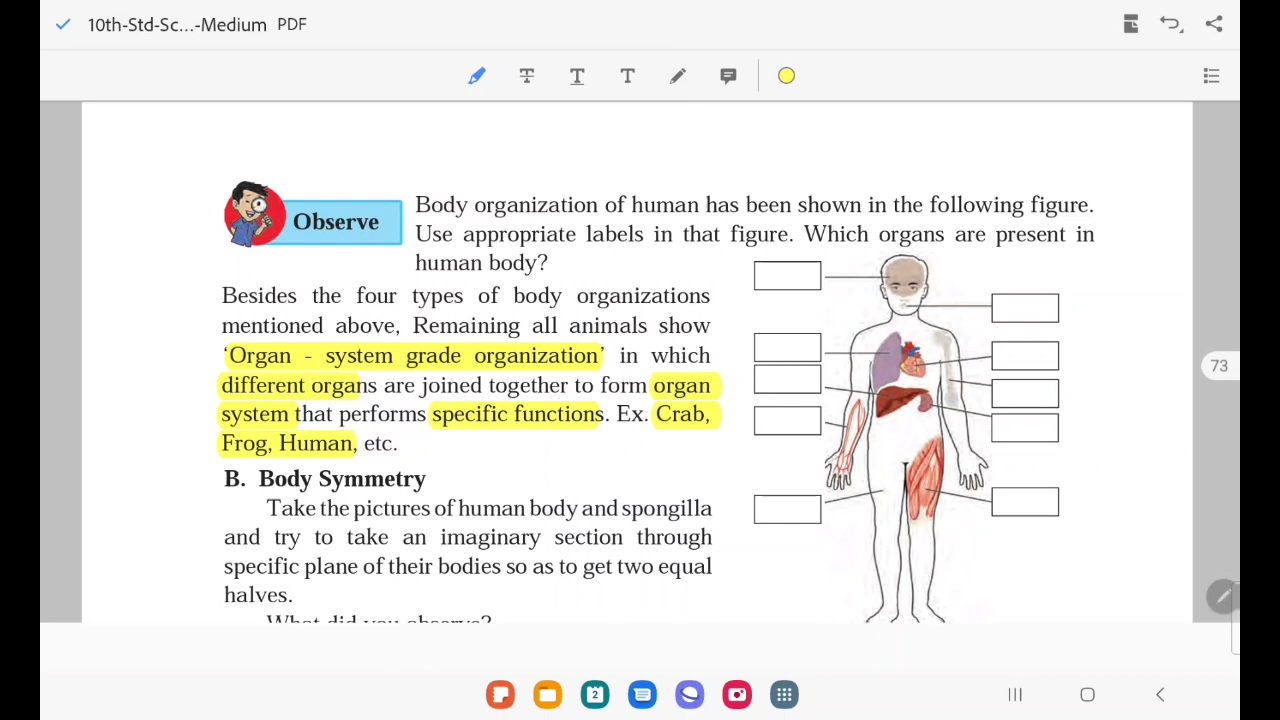 10th-Std-Sc...-Medium PDF
Observe
Body organization of human has been shown in the following figure.
Use appropriate labels in that figure. Which organs are present in
human body?
Besides the four types of body organizations
mentioned above, Remaining all animals show
‘Organ - system grade organization’ in which
different organs are joined together to form organ
system that performs specific functions. Ex. Crab,
Frog, Human, etc.
B. Body Symmetry
Take the pictures of human body and spongilla
and try to take an imaginary section through
specific plane of their bodies so as to get two equal
halves.
What did you observe?
73
2